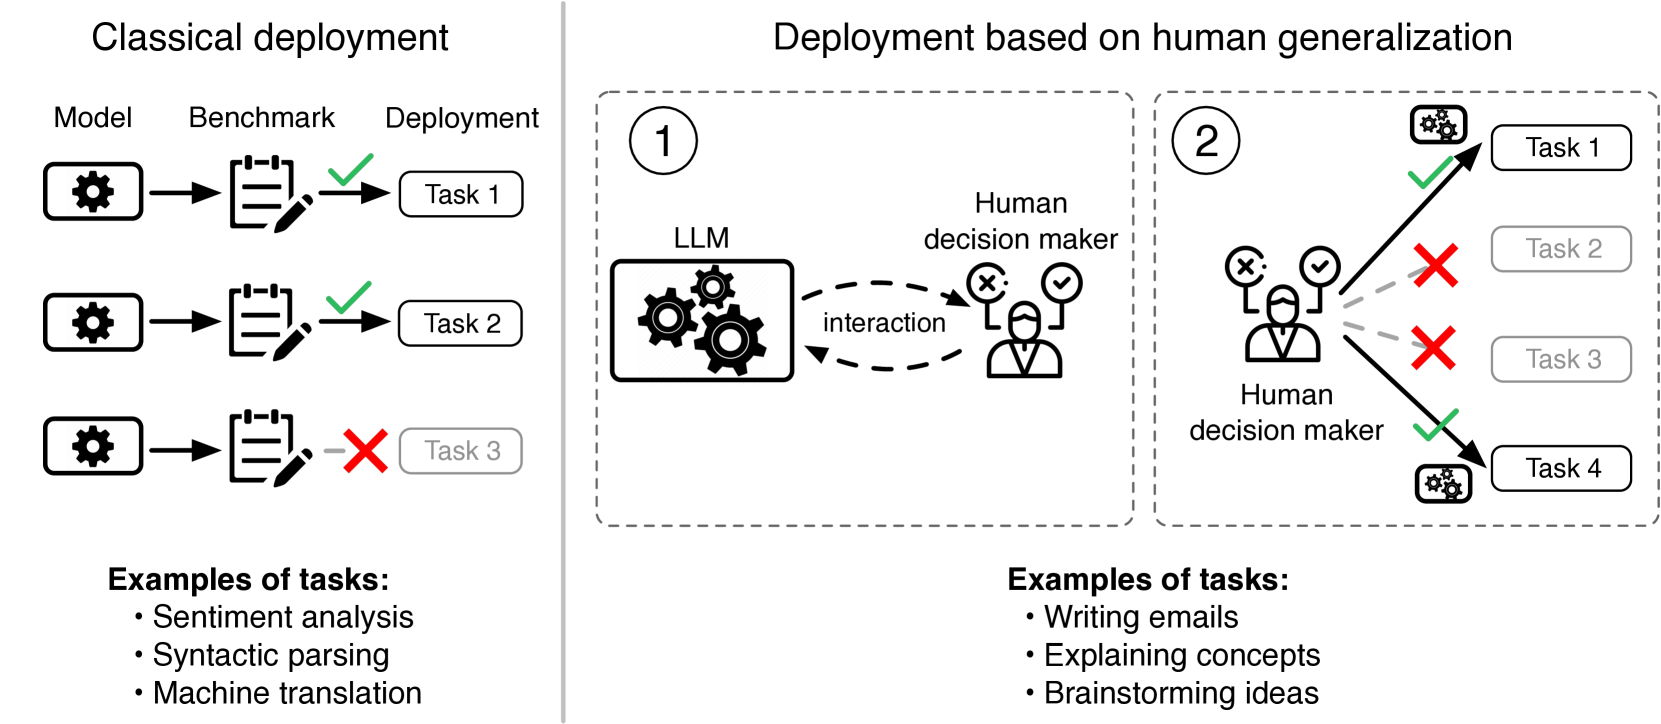 Classical deployment
Model
Benchmark
Deployment
Task 1
Task 2
Task 3
Examples of tasks:
• Sentiment analysis
• Syntactic parsing
• Machine translation
Deployment based on human generalization
1
LLM
interaction
Human
decision maker
2
Human
decision maker
Task 1
Task 2
Task 3
Task 4
Examples of tasks:
• Writing emails
• Explaining concepts
• Brainstorming ideas